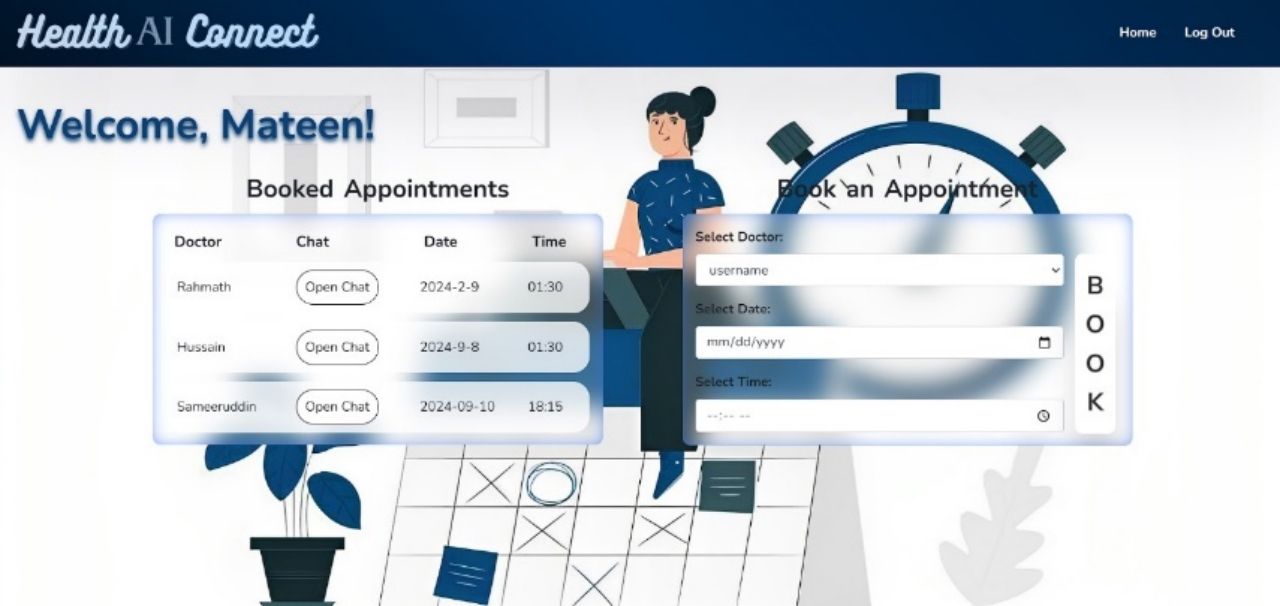 Health AI Connect
Home Log Out
Welcome, Mateen!
Booked Appointments
Doctor Chat Date Time
Rahmath Open Chat 2024-2-9 01:30
Hussain Open Chat 2024-9-8 01:30
Sameeruddin Open Chat 2024-09-10 18:15
Book an Appointment
Select Doctor:
username
Select Date:
mm/dd/yyyy
Select Time:
--:-- --
B
O
O
K